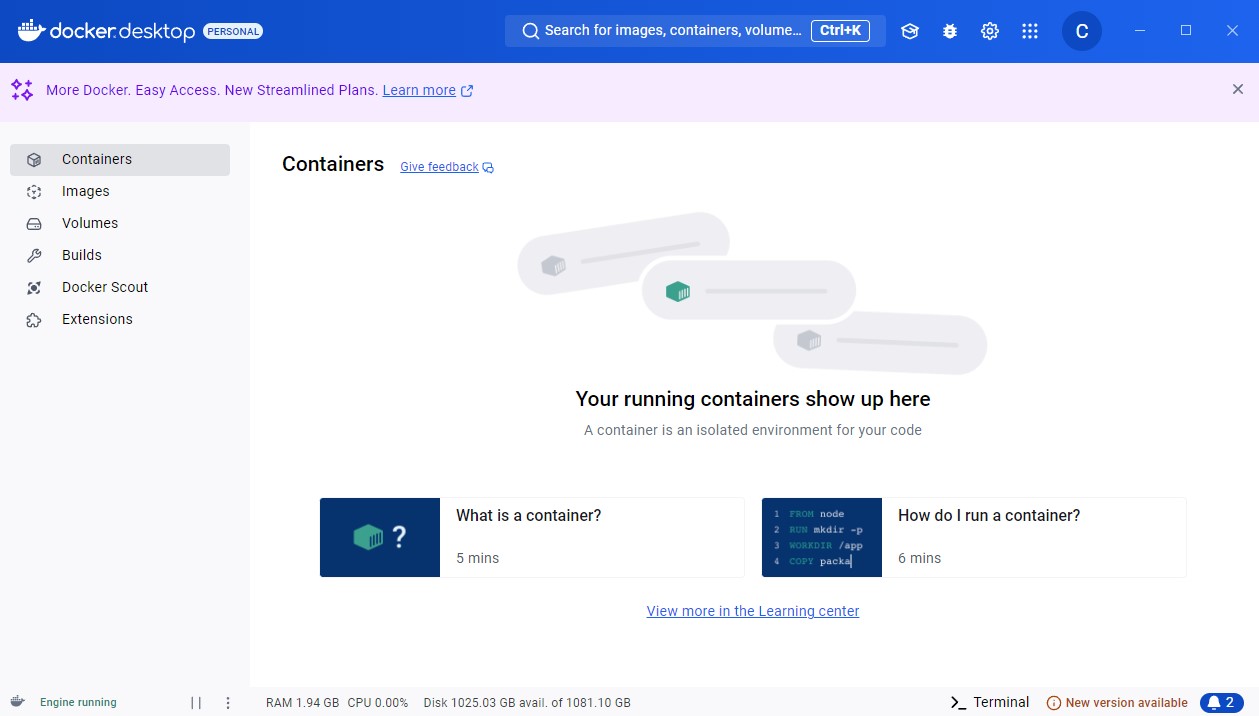 docker.desktop PERSONAL
Search for images, containers, volume... Ctrl+K
C
More Docker. Easy Access. New Streamlined Plans. Learn more
Containers
Images
Volumes
Builds
Docker Scout
Extensions
Containers Give feedback
Your running containers show up here
A container is an isolated environment for your code
?
What is a container?
5 mins
1 FROM node
2 RUN mkdir -p
3 WORKDIR /app
4 COPY packa
How do I run a container?
6 mins
View more in the Learning center
Engine running
RAM 1.94 GB CPU 0.00% Disk 1025.03 GB avail. of 1081.10 GB
Terminal
New version available
2